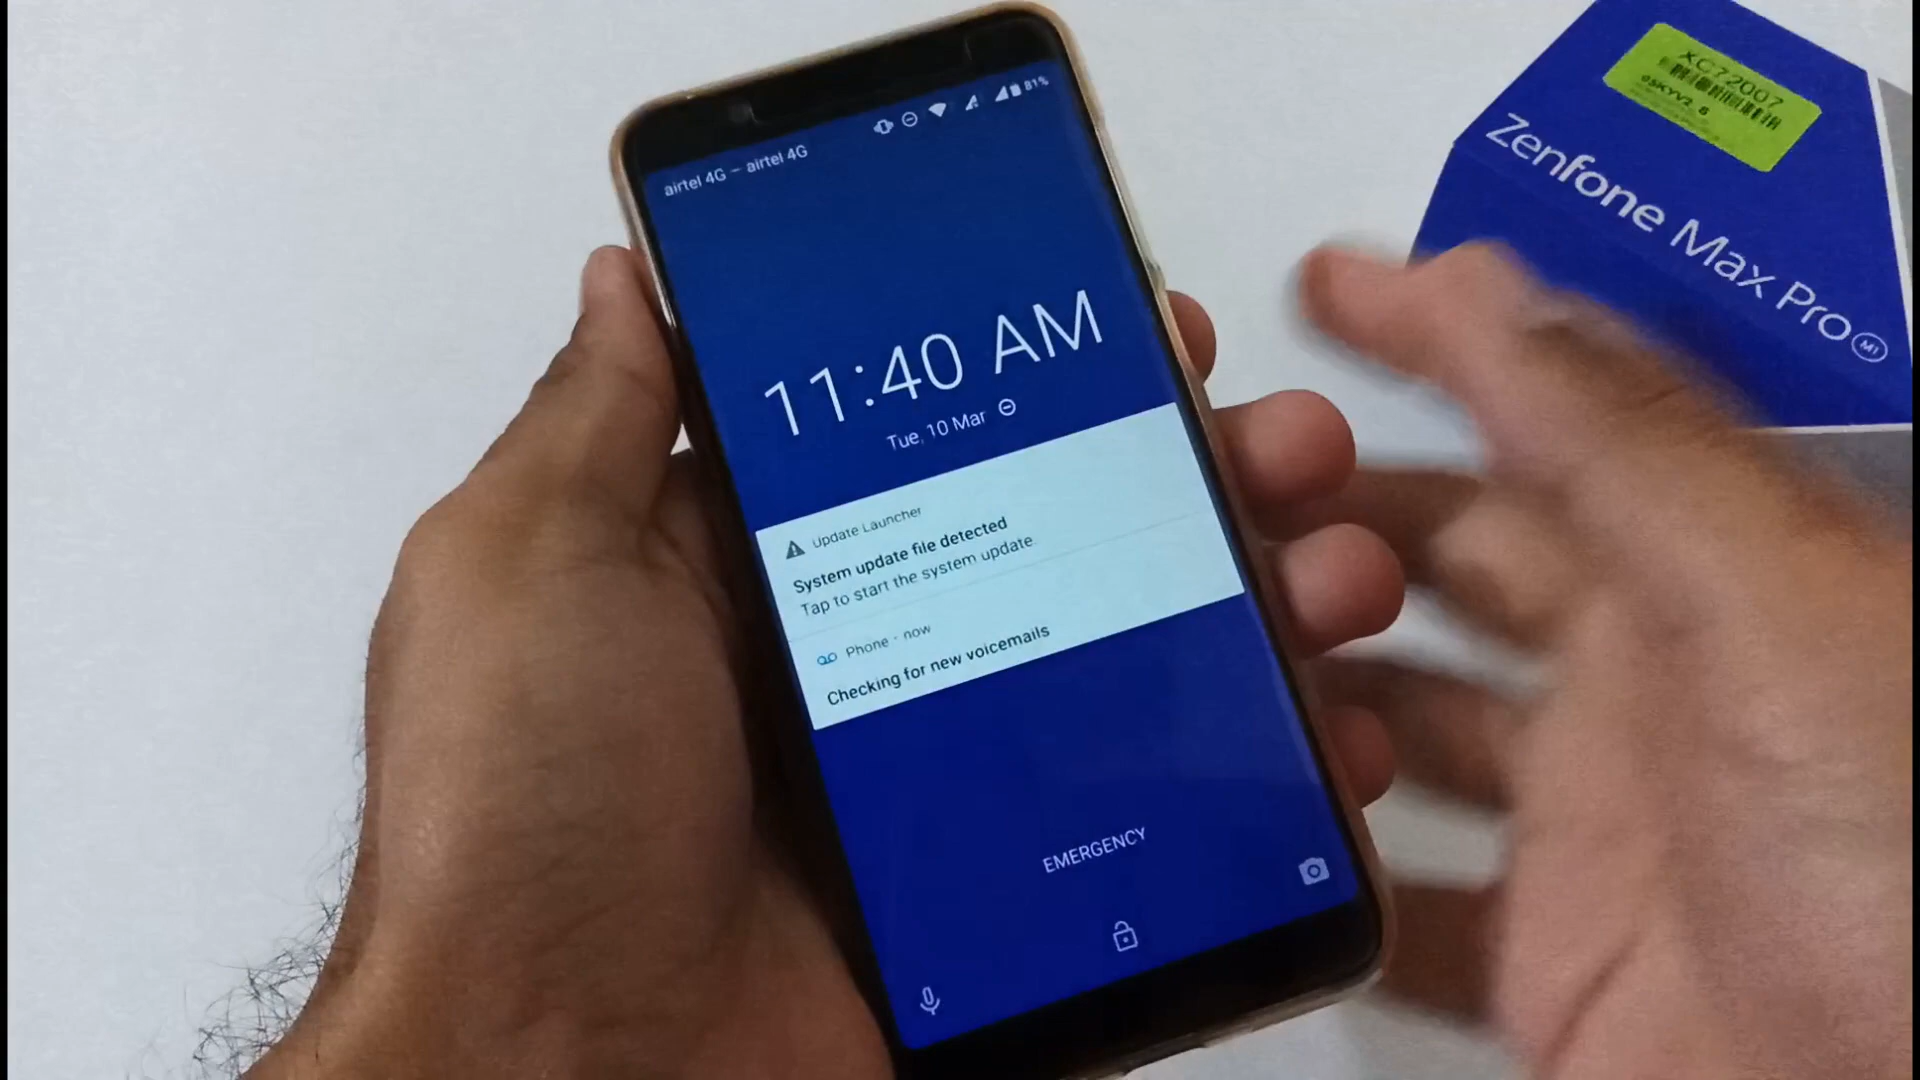 airtel 4G — airtel 4G
81%
11:40 AM
Tue, 10 Mar
Update Launcher
System update file detected
Tap to start the system update.
Phone · now
Checking for new voicemails
EMERGENCY
XC72007
Zenfone Max Pro M1